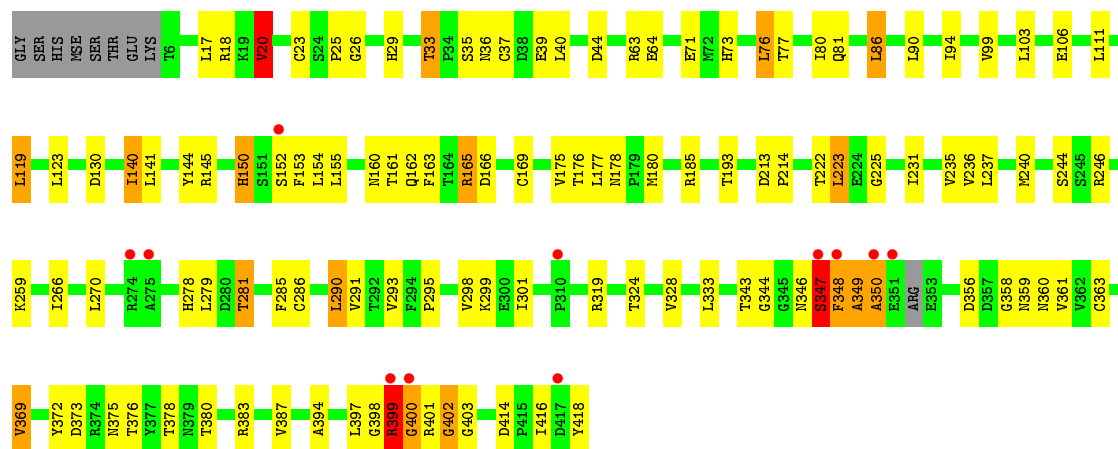 GLY SER HIS MSE SER THR GLU LYS T6 L17 R18 K19 V20 C23 S24 P25 G26 H29 T33 P34 S35 N36 C37 D38 E39 L40 D44 R63 E64 E71 M72 H73 L76 T77 I80 Q81 L86 L90 I94 V99 L103 E106 L111
L119 L123 D130 I140 L141 Y144 R145 H150 S151 S152 F153 L154 L155 N160 T161 Q162 F163 T164 R165 D166 C169 V175 T176 L177 N178 P179 M180 R185 T193 D213 P214 T222 L223 E224 G225 I231 V235 V236 L237 M240 S244 S245 R246
K259 I266 L270 R274 A275 H278 L279 D280 T281 F285 C286 L290 V291 T292 V293 F294 P295 V298 K299 E300 I301 P310 R319 T324 V328 L333 T343 G344 G345 N346 S347 F348 A349 A350 E351 ARG E353 D356 D357 G358 N359 N360 V361 V362 C363
V369 Y372 D373 R374 N375 T376 Y377 T378 N379 T380 R383 V387 A394 L397 G398 R399 G400 R401 G402 G403 D414 P415 I416 D417 Y418